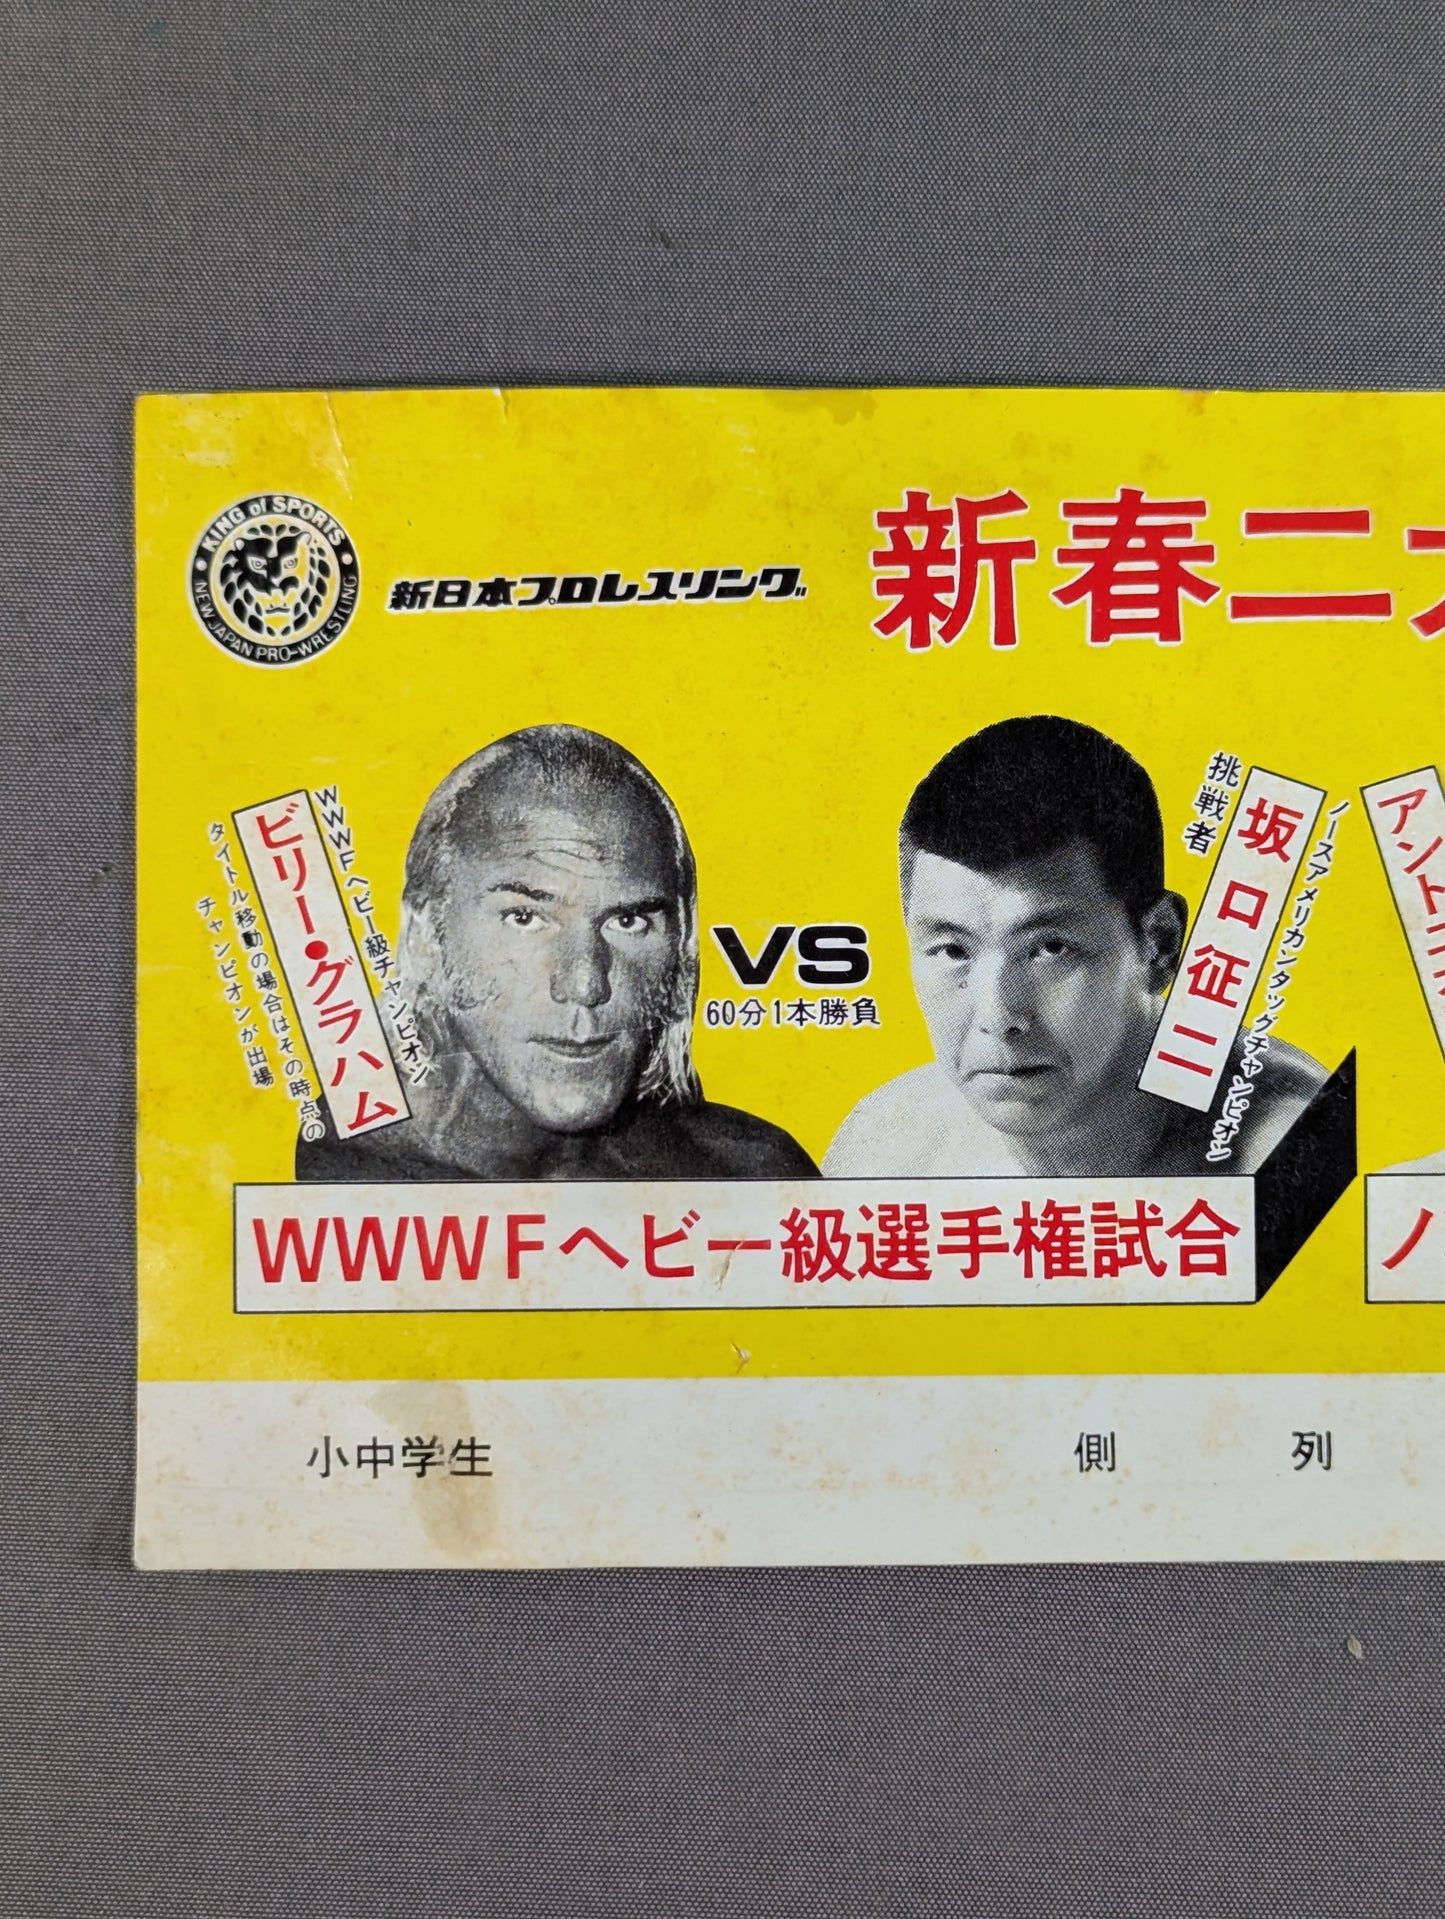 KING of SPORTS
NEW JAPAN PRO-WRESTLING
新日本プロレスリング
新春二大
WWWFヘビー級チャンピオン
ビリー・グラハム
タイトル移動の場合はその時点の
チャンピオンが出場
VS
60分1本勝負
ノースアメリカンタッグチャンピオン
坂口征二
挑戦者
アント
WWWFヘビー級選手権試合
ノ
小中学生
側
列